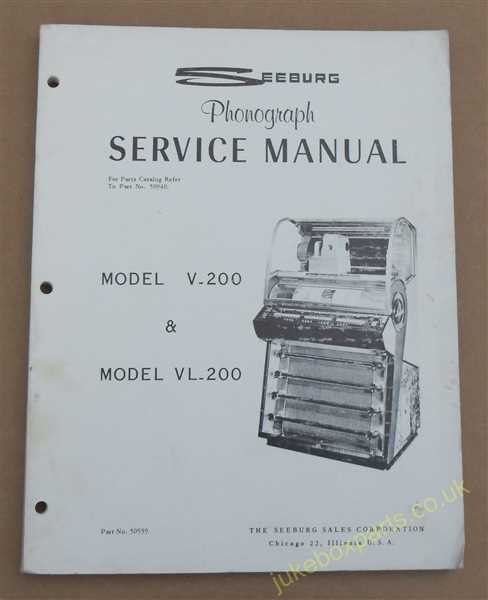 SEEBURG
Phonograph
SERVICE MANUAL
For Parts Catalog Refer
To Part No. 50940.
MODEL V-200
&
MODEL VL-200
Part No. 50939
THE SEEBURG SALES CORPORATION
Chicago 22, Illinois U.S.A.
jukeboxparts.co.uk